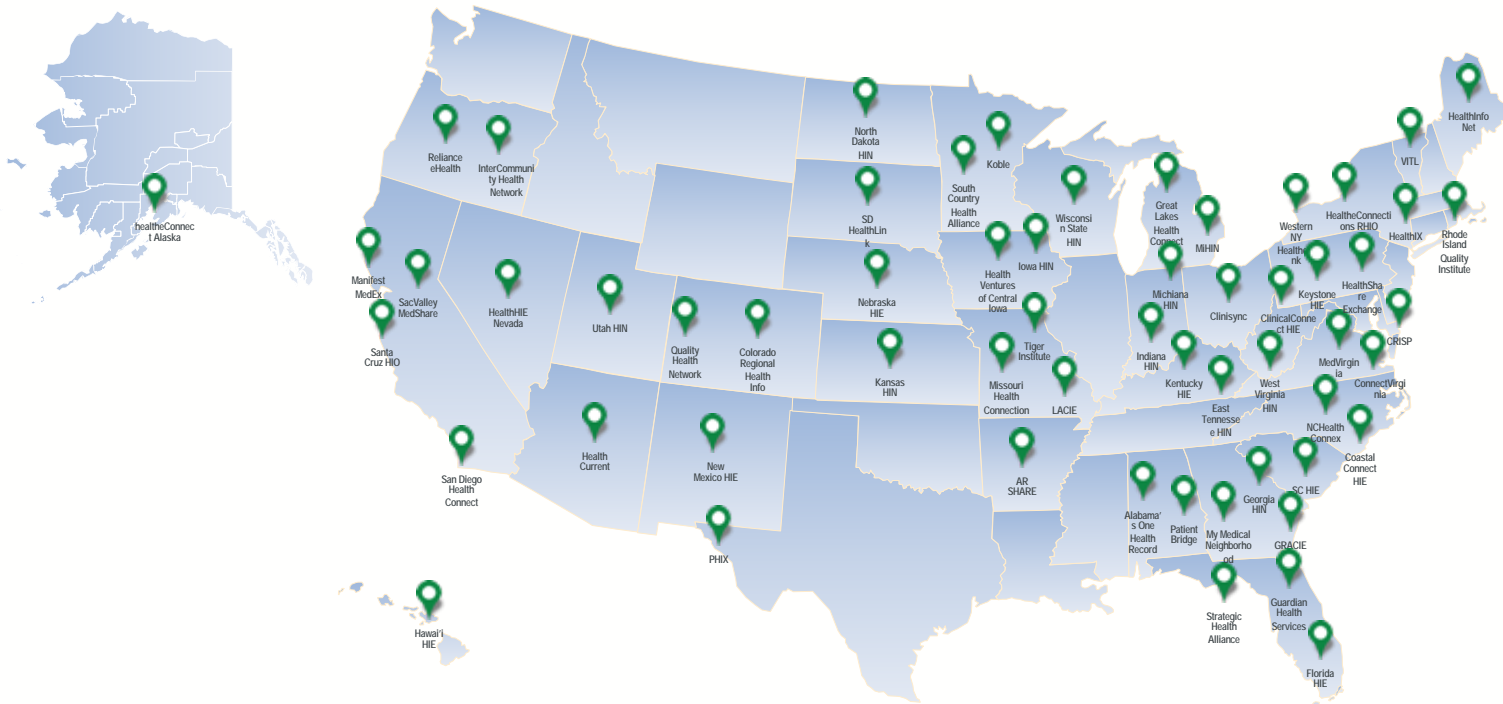 healtheConnec
t Alaska
Reliance
eHealth
InterCommuni
ty Health
Network
Manifest
MedEx
SacValley
MedShare
Santa
Cruz HIO
San Diego
Health
Connect
Hawai'i
HIE
HealthHIE
Nevada
Utah HIN
Quality
Health
Network
Colorado
Regional
Health
Info
Health
Current
New
Mexico HIE
PHIX
North
Dakota
HIN
SD
HealthLin
k
Nebraska
HIE
Kansas
HIN
Koble
South
Country
Health
Alliance
Health
Ventures
of Central
Iowa
Iowa HIN
Wisconsi
n State
HIN
Tiger
Institute
Missouri
Health
Connection
LACIE
AR
SHARE
Great
Lakes
Health
Connect
MiHIN
Michiana
HIN
Indiana
HIN
Clinisync
Kentucky
HIE
East
Tennesse
e HIN
West
Virginia
HIN
Alabama'
s One
Health
Record
Patient
Bridge
My Medical
Neighborho
od
Georgia
HIN
SC HIE
GRACIE
Strategic
Health
Alliance
Guardian
Health
Services
Florida
HIE
NCHealth
Connex
Coastal
Connect
HIE
MedVirgin
ia
ConnectVirgi
nia
CRISP
ClinicalConne
ct HIE
Keystone
HIE
HealthSha
re
Exchange
Western
NY
HealtheConnecti
ons RHIO
HealthIX
Rhode
Island
Quality
Institute
VITL
HealthInfo
Net